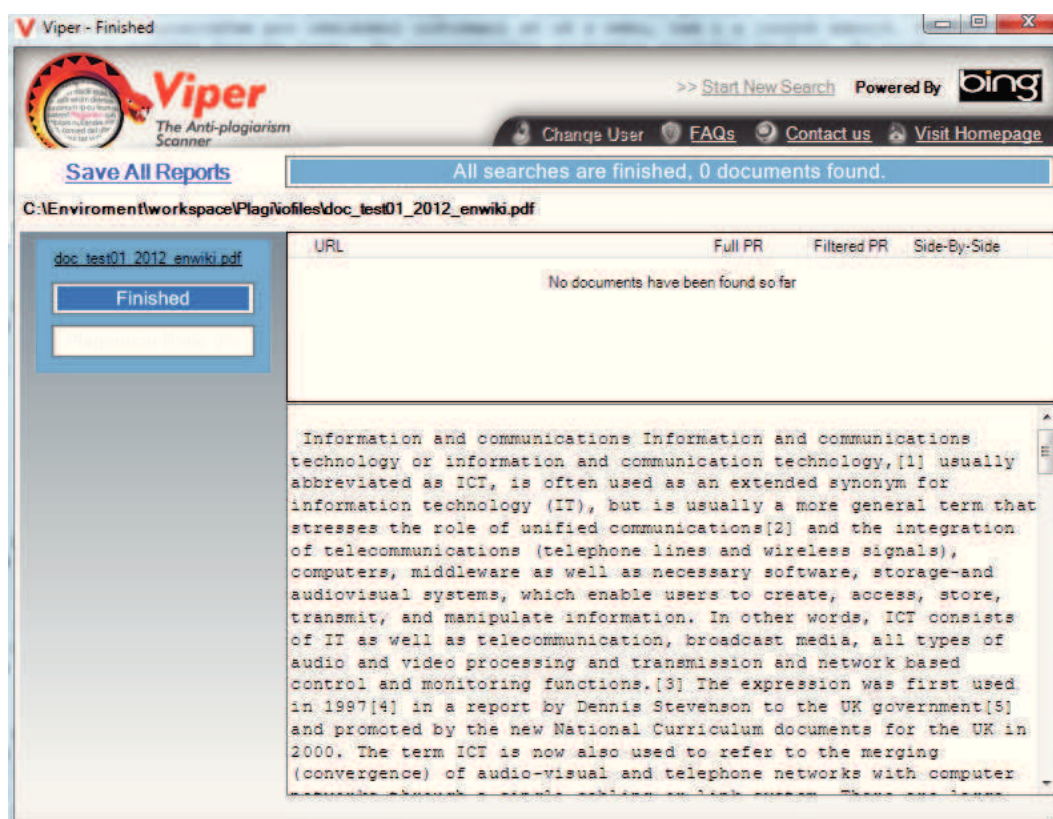 Viper - Finished
Viper
The Anti-plagiarism
Scanner
>> Start New Search Powered By bing
Change User FAQs Contact us Visit Homepage
Save All Reports
All searches are finished, 0 documents found.
C:\Enviroment\workspace\Plagi\iofiles\doc_test01_2012_enwiki.pdf
doc_test01_2012_enwiki.pdf
Finished
URL Full PR Filtered PR Side-By-Side
No documents have been found so far
Information and communications Information and communications
technology or information and communication technology,[1] usually
abbreviated as ICT, is often used as an extended synonym for
information technology (IT), but is usually a more general term that
stresses the role of unified communications[2] and the integration
of telecommunications (telephone lines and wireless signals),
computers, middleware as well as necessary software, storage-and
audiovisual systems, which enable users to create, access, store,
transmit, and manipulate information. In other words, ICT consists
of IT as well as telecommunication, broadcast media, all types of
audio and video processing and transmission and network based
control and monitoring functions.[3] The expression was first used
in 1997[4] in a report by Dennis Stevenson to the UK government[5]
and promoted by the new National Curriculum documents for the UK in
2000. The term ICT is now also used to refer to the merging
(convergence) of audio-visual and telephone networks with computer